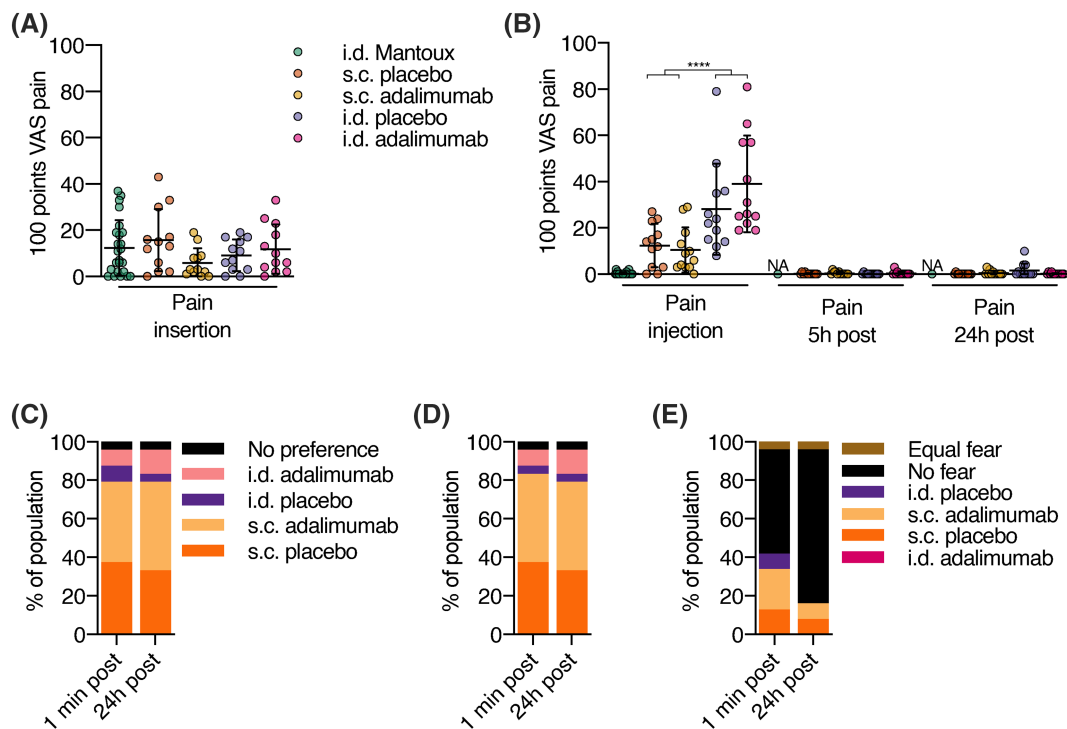 (A)
100
80
60
40
20
0
100 points VAS pain
Pain
insertion
i.d. Mantoux
s.c. placebo
s.c. adalimumab
i.d. placebo
i.d. adalimumab
(B)
100
80
60
40
20
0
100 points VAS pain
****
NA
NA
Pain
injection
Pain
5h post
Pain
24h post
(C)
100
80
60
40
20
0
% of population
1 min post
24h post
No preference
i.d. adalimumab
i.d. placebo
s.c. adalimumab
s.c. placebo
(D)
100
80
60
40
20
0
% of population
1 min post
24h post
(E)
100
80
60
40
20
0
% of population
1 min post
24h post
Equal fear
No fear
i.d. placebo
s.c. adalimumab
s.c. placebo
i.d. adalimumab